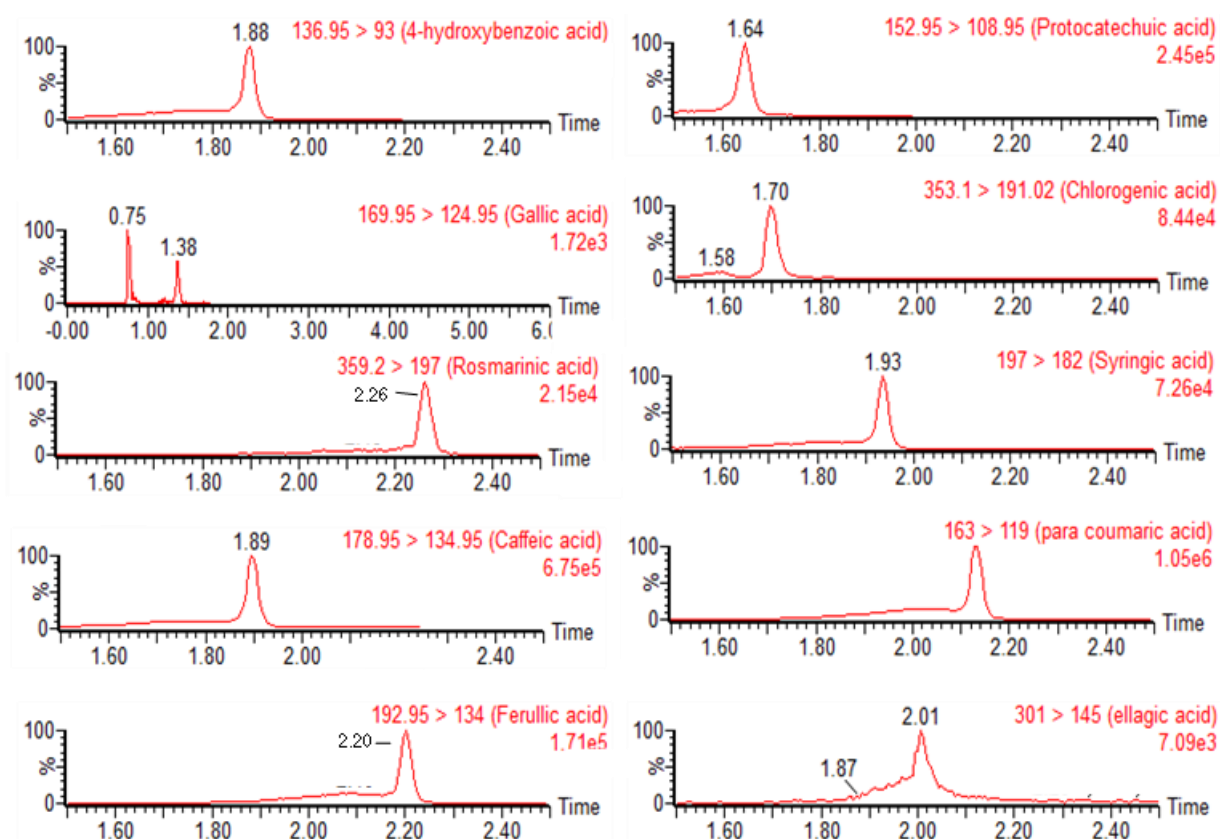 1.88
136.95 > 93 (4-hydroxybenzoic acid)
100
%
0
Time
1.60 1.80 2.00 2.20 2.40
1.64
152.95 > 108.95 (Protocatechuic acid)
2.45e5
100
%
0
Time
1.60 1.80 2.00 2.20 2.40
0.75
1.38
169.95 > 124.95 (Gallic acid)
1.72e3
100
%
0
Time
-0.00 1.00 2.00 3.00 4.00 5.00 6.0
1.70
1.58
353.1 > 191.02 (Chlorogenic acid)
8.44e4
100
%
0
Time
1.60 1.80 2.00 2.20 2.40
359.2 > 197 (Rosmarinic acid)
2.15e4
2.26
100
%
0
Time
1.60 1.80 2.00 2.20 2.40
1.93
197 > 182 (Syringic acid)
7.26e4
100
%
0
Time
1.60 1.80 2.00 2.20 2.40
1.89
178.95 > 134.95 (Caffeic acid)
6.75e5
100
%
0
Time
1.60 1.80 2.00 2.40
163 > 119 (para coumaric acid)
1.05e6
100
%
0
Time
1.60 1.80 2.00 2.20 2.40
192.95 > 134 (Ferullic acid)
1.71e5
2.20
100
%
0
Time
1.60 1.80 2.00 2.20 2.40
2.01
1.87
301 > 145 (ellagic acid)
7.09e3
100
%
0
Time
1.60 1.80 2.00 2.20 2.40